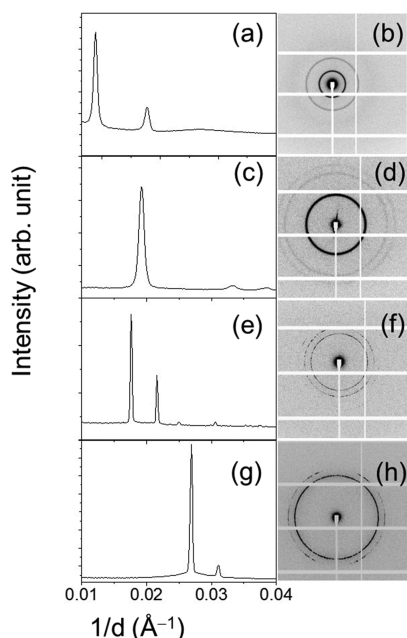 (a)
(b)
(c)
(d)
(e)
(f)
(g)
(h)
Intensity (arb. unit)
0.01 0.02 0.03 0.04
1/d (Å⁻¹)